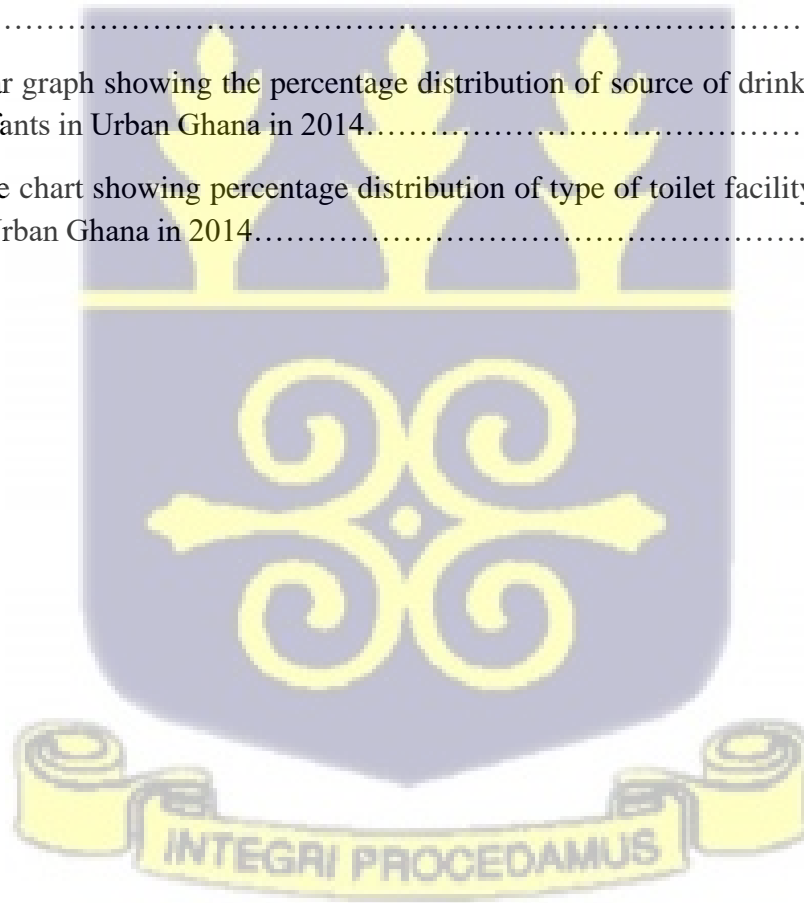 ……………………………………………………………………………
ar graph showing the percentage distribution of source of drink
fants in Urban Ghana in 2014……………………………………
e chart showing percentage distribution of type of toilet facility
Urban Ghana in 2014…………………………………………………
INTEGRI PROCEDAMUS